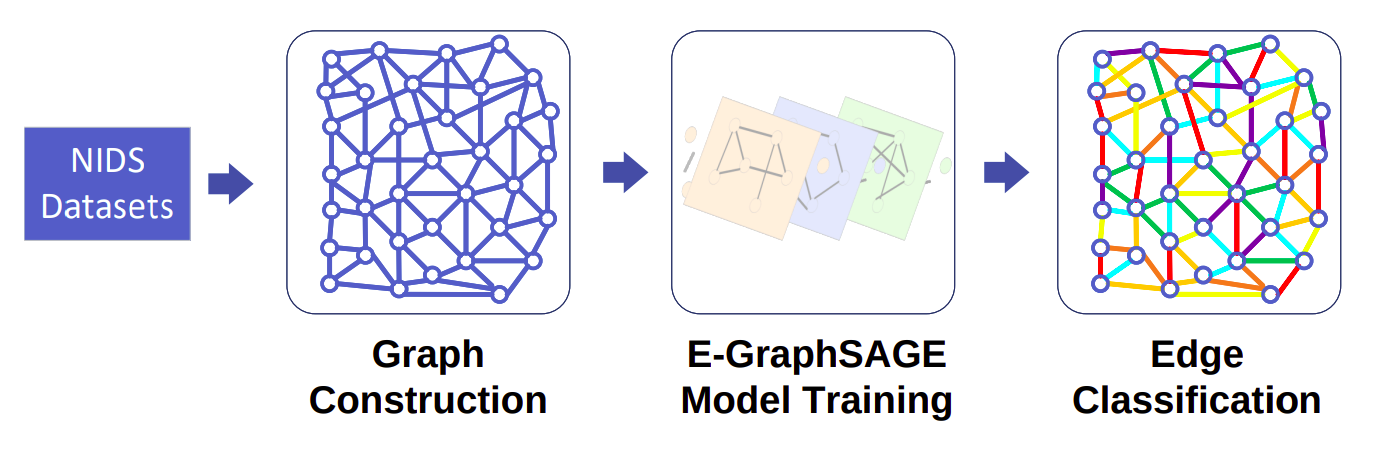 NIDS
Datasets
Graph
Construction
E-GraphSAGE
Model Training
Edge
Classification